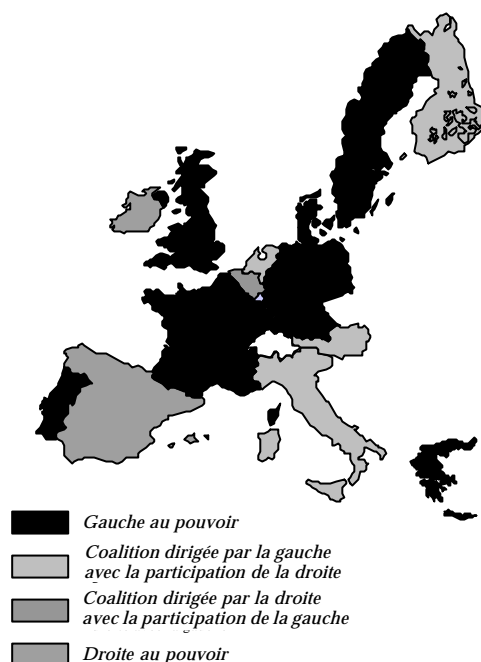 Gauche au pouvoir
Coalition dirigée par la gauche
avec la participation de la droite
Coalition dirigée par la droite
avec la participation de la gauche
Droite au pouvoir